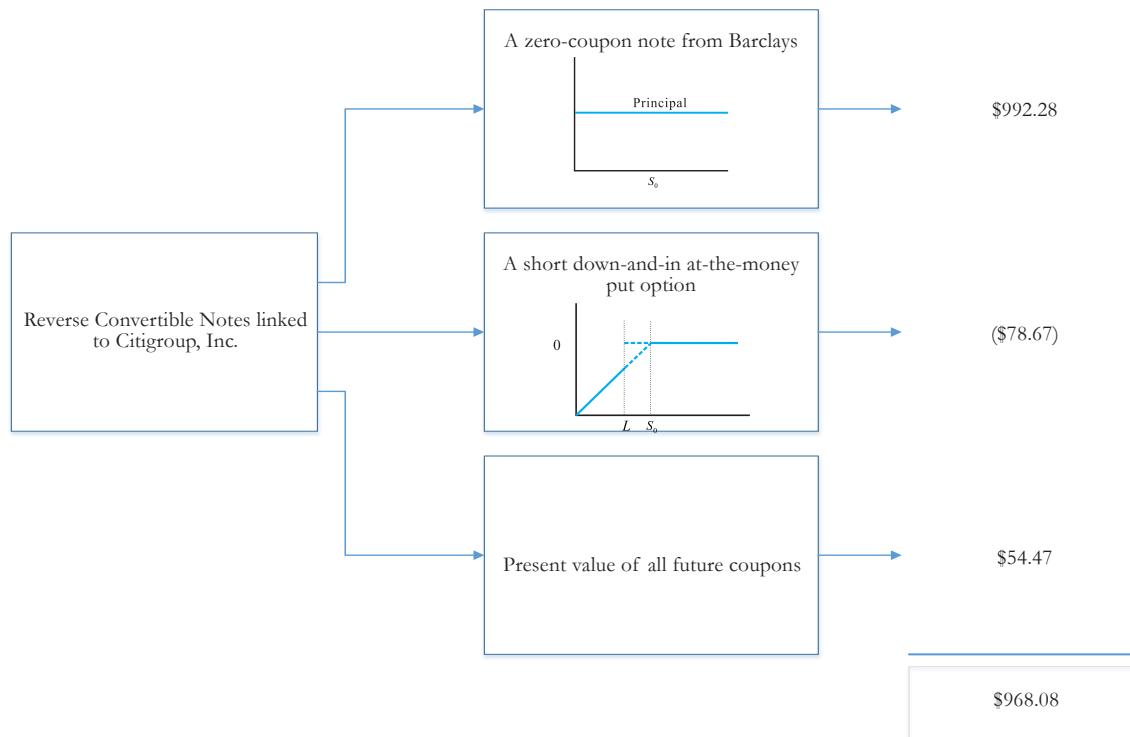 A zero-coupon note from Barclays
Principal
S₀
$992.28
Reverse Convertible Notes linked
to Citigroup, Inc.
A short down-and-in at-the-money
put option
0
L S₀
($78.67)
Present value of all future coupons
$54.47
$968.08